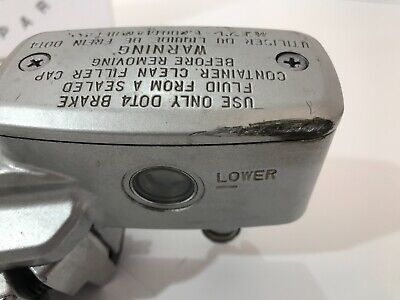 USE ONLY DOT4 BRAKE
FLUID FROM A SEALED
CONTAINER. CLEAN FILLER CAP
BEFORE REMOVING
WARNING
UTILISER DU LIQUIDE DE FREIN DOT4
LOWER
PAR